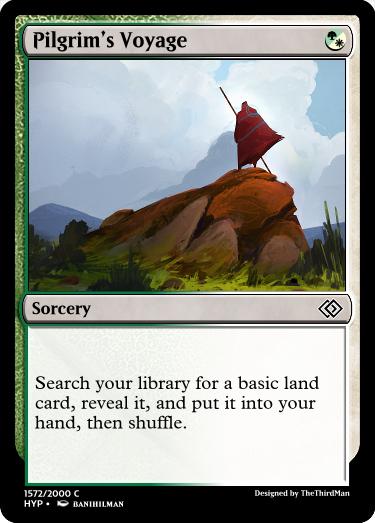 Pilgrim's Voyage
Sorcery
Search your library for a basic land
card, reveal it, and put it into your
hand, then shuffle.
1572/2000 C
Designed by TheThirdMan
HYP • BANIHILMAN